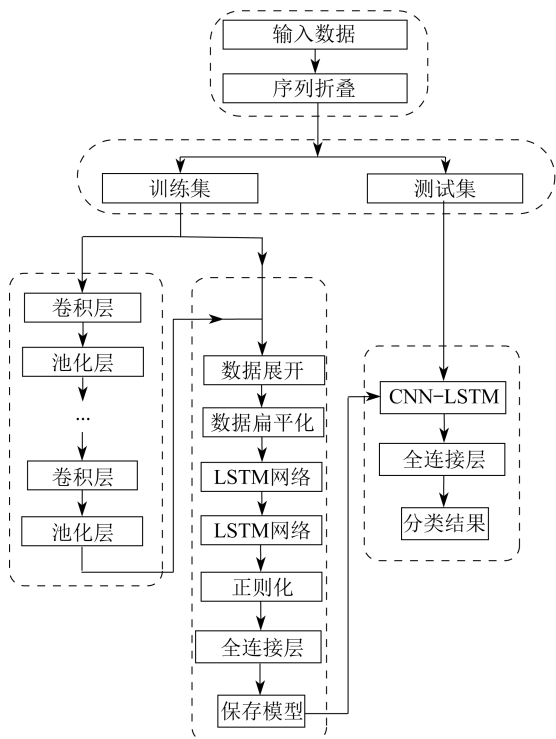 输入数据
序列折叠
训练集
测试集
卷积层
池化层
...
卷积层
池化层
数据展开
数据扁平化
LSTM网络
LSTM网络
正则化
全连接层
保存模型
CNN-LSTM
全连接层
分类结果